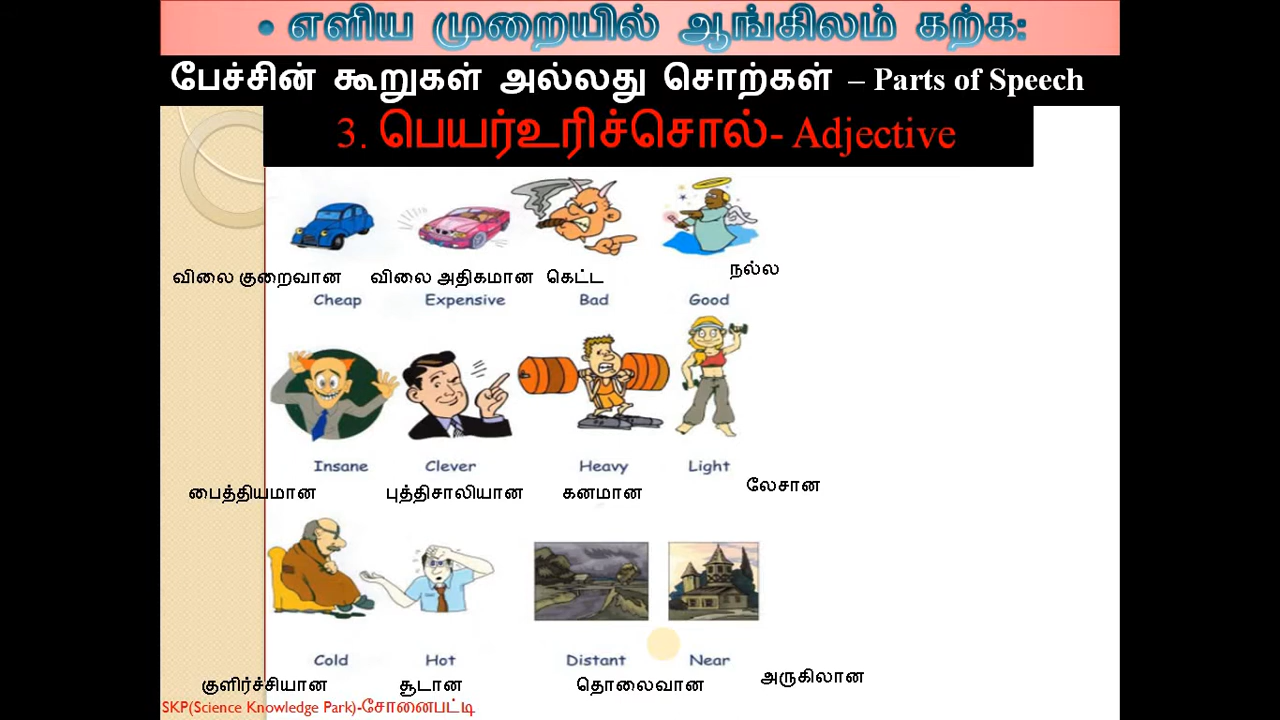 • எளிய முறையில் ஆங்கிலம் கற்க:
பேச்சின் கூறுகள் அல்லது சொற்கள் – Parts of Speech
3. பெயர்உரிச்சொல்- Adjective
விலை குறைவான விலை அதிகமான கெட்ட நல்ல
Cheap Expensive Bad Good
Insane Clever Heavy Light
பைத்தியமான புத்திசாலியான கனமான லேசான
Cold Hot Distant Near
குளிர்ச்சியான சூடான தொலைவான அருகிலான
SKP(Science Knowledge Park)-சோனைபட்டி